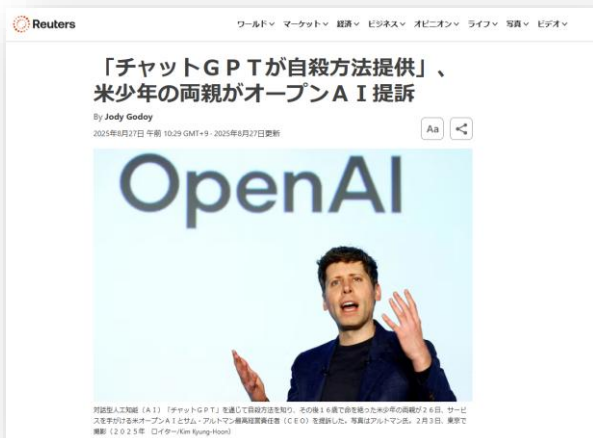 Reuters
ワールド マーケット 経済 ビジネス オピニオン ライフ 写真 ビデオ
「チャットＧＰＴが自殺方法提供」、
米少年の両親がオープンＡＩ提訴
By Jody Godoy
2025年8月27日 午前 10:29 GMT+9 · 2025年8月27日更新
Aa
OpenAI
対話型人工知能（ＡＩ）「チャットＧＰＴ」を通じて自殺方法を知り、その後１６歳で命を絶った米少年の両親が２６日、サービ
スを手がける米オープンＡＩとサム・アルトマン最高経営責任者（ＣＥＯ）を提訴した。写真はアルトマン氏。２月３日、東京で
撮影（２０２５年　ロイター/Kim Kyung-Hoon）